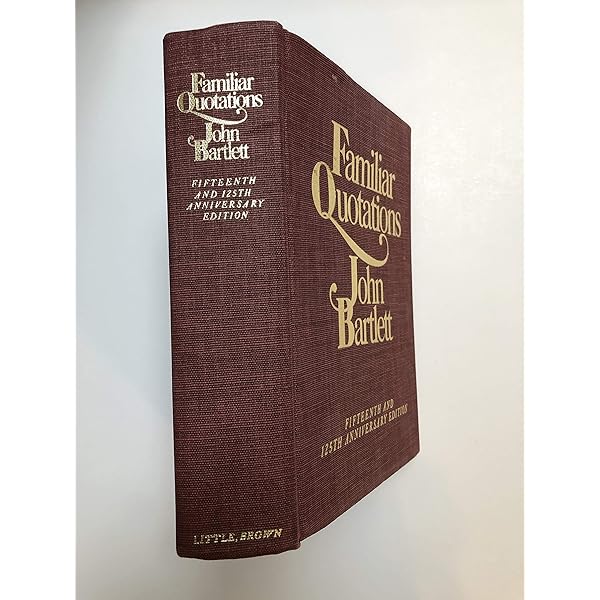 Familiar
Quotations
John
Bartlett
FIFTEENTH
AND 125TH
ANNIVERSARY
EDITION
LITTLE, BROWN
Familiar
Quotations
John
Bartlett
FIFTEENTH AND
125TH ANNIVERSARY EDITION